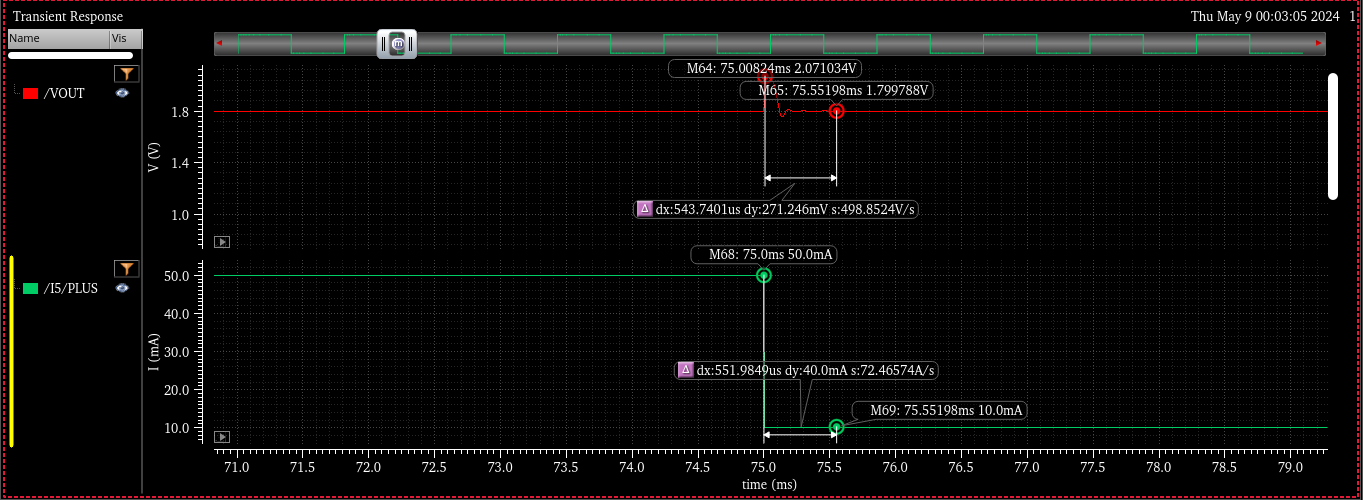 Transient Response
Thu May 9 00:03:05 2024 1
Name Vis
/VOUT
M64: 75.00824ms 2.071034V
M65: 75.55198ms 1.799788V
1.8
1.4
1.0
V (V)
Δ dx:543.7401us dy:271.246mV s:498.8524V/s
/I5/PLUS
M68: 75.0ms 50.0mA
50.0
40.0
30.0
20.0
10.0
I (mA)
Δ dx:551.9849us dy:40.0mA s:72.46574A/s
M69: 75.55198ms 10.0mA
71.0 71.5 72.0 72.5 73.0 73.5 74.0 74.5 75.0 75.5 76.0 76.5 77.0 77.5 78.0 78.5 79.0
time (ms)